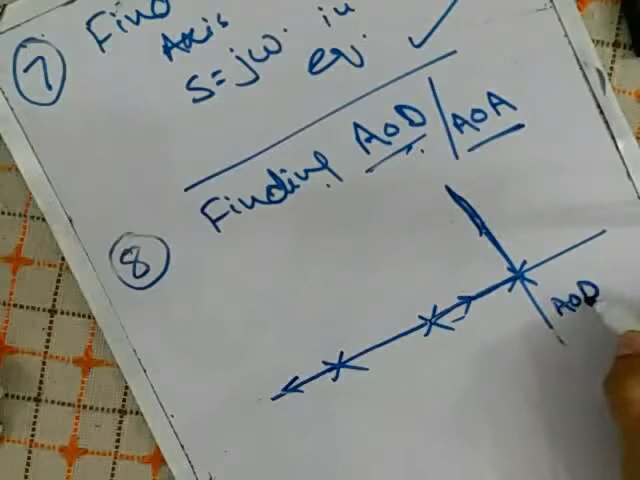 7 Find
Axis in
S=jω. eq.
8 Finding AOD/AOA
AOD